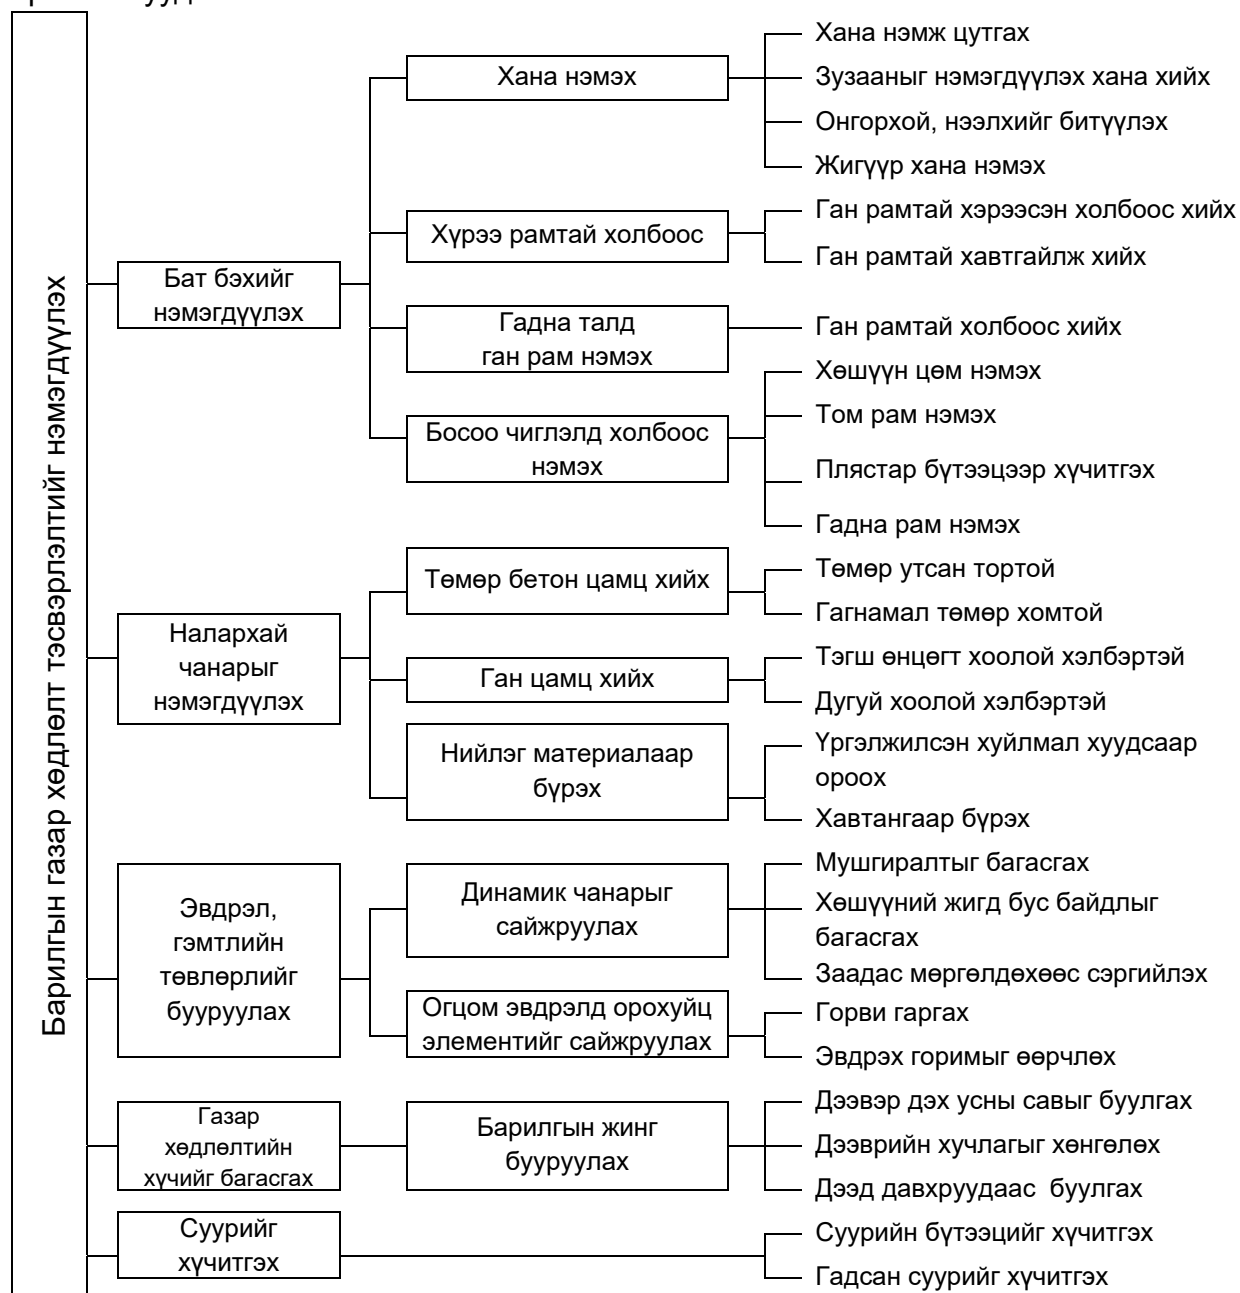 Барилгын газар хөдлөлт тэсвэрлэлтийг нэмэгдүүлэх
Бат бэхийг
нэмэгдүүлэх
Хана нэмэх
Хана нэмж цутгах
Зузааныг нэмэгдүүлэх хана хийх
Онгорхой, нээлхийг битүүлэх
Жигүүр хана нэмэх
Хүрээ рамтай холбоос
Ган рамтай хэрээсэн холбоос хийх
Ган рамтай хавтгайлж хийх
Гадна талд
ган рам нэмэх
Ган рамтай холбоос хийх
Босоо чиглэлд холбоос
нэмэх
Хөшүүн цөм нэмэх
Том рам нэмэх
Плястар бүтээцээр хүчитгэх
Гадна рам нэмэх
Налархай
чанарыг
нэмэгдүүлэх
Төмөр бетон цамц хийх
Төмөр утсан тортой
Гагнамал төмөр хомтой
Ган цамц хийх
Тэгш өнцөгт хоолой хэлбэртэй
Дугуй хоолой хэлбэртэй
Нийлэг материалаар
бүрэх
Үргэлжилсэн хуйлмал хуудсаар
ороох
Хавтангаар бүрэх
Эвдрэл,
гэмтлийн
төвлөрлийг
бууруулах
Динамик чанарыг
сайжруулах
Мушгиралтыг багасгах
Хөшүүний жигд бус байдлыг
багасгах
Заадас мөргөлдөхөөс сэргийлэх
Огцом эвдрэлд орохуйц
элементийг сайжруулах
Горви гаргах
Эвдрэх горимыг өөрчлөх
Газар
хөдлөлтийн
хүчийг багасгах
Барилгын жинг
бууруулах
Дээвэр дэх усны савыг буулгах
Дээврийн хучлагыг хөнгөлөх
Дээд давхруудаас буулгах
Суурийг
хүчитгэх
Суурийн бүтээцийг хүчитгэх
Гадсан суурийг хүчитгэх